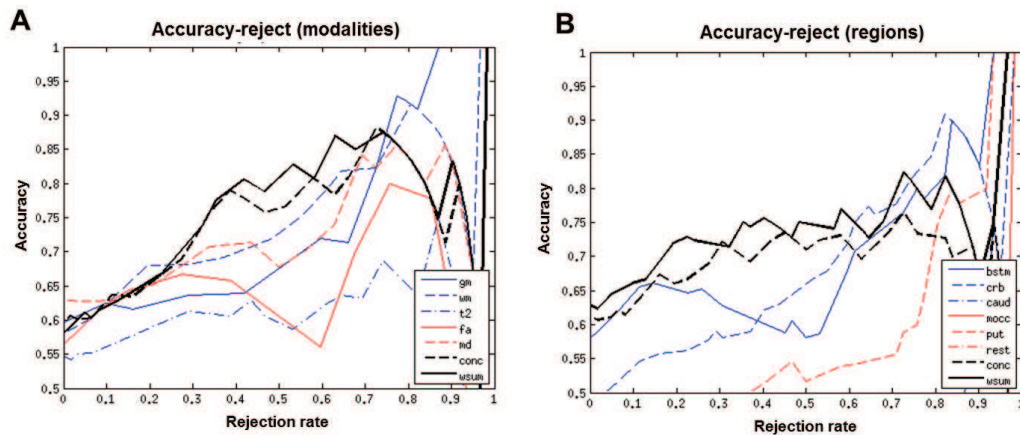 A
Accuracy-reject (modalities)
1
0.95
0.9
0.85
0.8
0.75
0.7
0.65
0.6
0.55
0.5
Accuracy
0
0.1
0.2
0.3
0.4
0.5
0.6
0.7
0.8
0.9
1
Rejection rate
gm
wm
t2
fa
md
conc
wsum
B
Accuracy-reject (regions)
1
0.95
0.9
0.85
0.8
0.75
0.7
0.65
0.6
0.55
0.5
Accuracy
0
0.1
0.2
0.3
0.4
0.5
0.6
0.7
0.8
0.9
1
Rejection rate
bstm
crb
caud
mocc
put
rest
conc
wsum